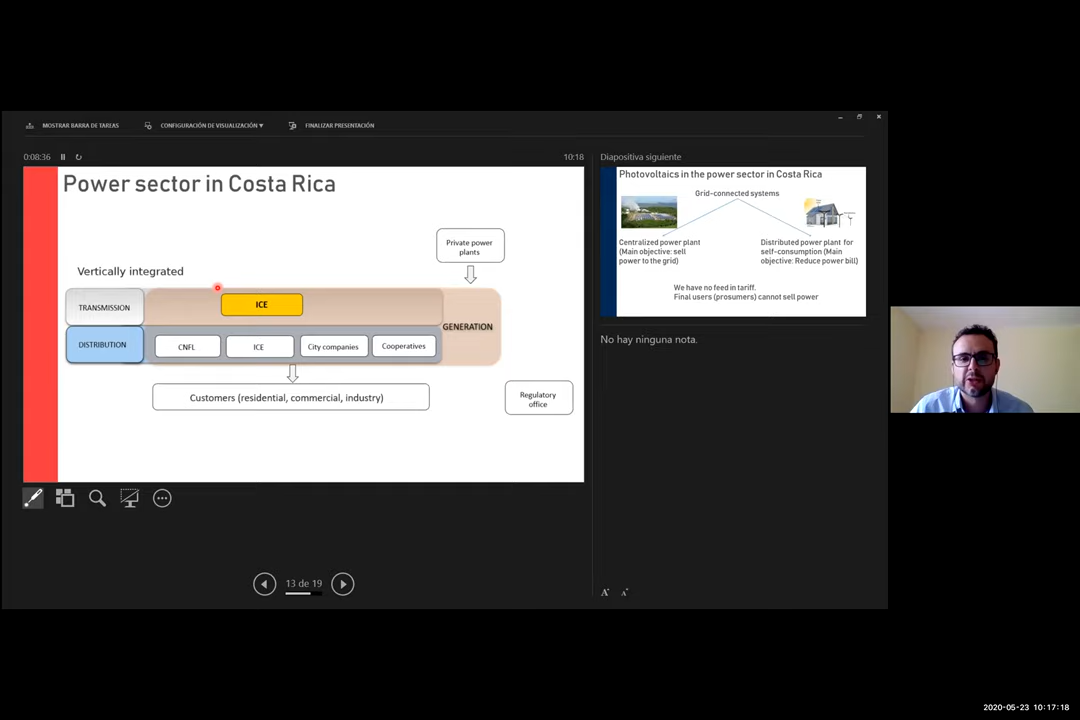 MOSTRAR BARRA DE TAREAS
CONFIGURACIÓN DE VISUALIZACIÓN ▼
FINALIZAR PRESENTACIÓN
0:08:36
10:18
Diapositiva siguiente
Power sector in Costa Rica
Private power
plants
Vertically integrated
TRANSMISSION
ICE
GENERATION
DISTRIBUTION
CNFL
ICE
City companies
Cooperatives
Customers (residential, commercial, industry)
Regulatory
office
Photovoltaics in the power sector in Costa Rica
Grid-connected systems
Centralized power plant
(Main objective: sell
power to the grid)
Distributed power plant for
self-consumption (Main
objective: Reduce power bill)
We have no feed in tariff.
Final users (prosumers) cannot sell power
No hay ninguna nota.
13 de 19
A A
2020-05-23 10:17:18